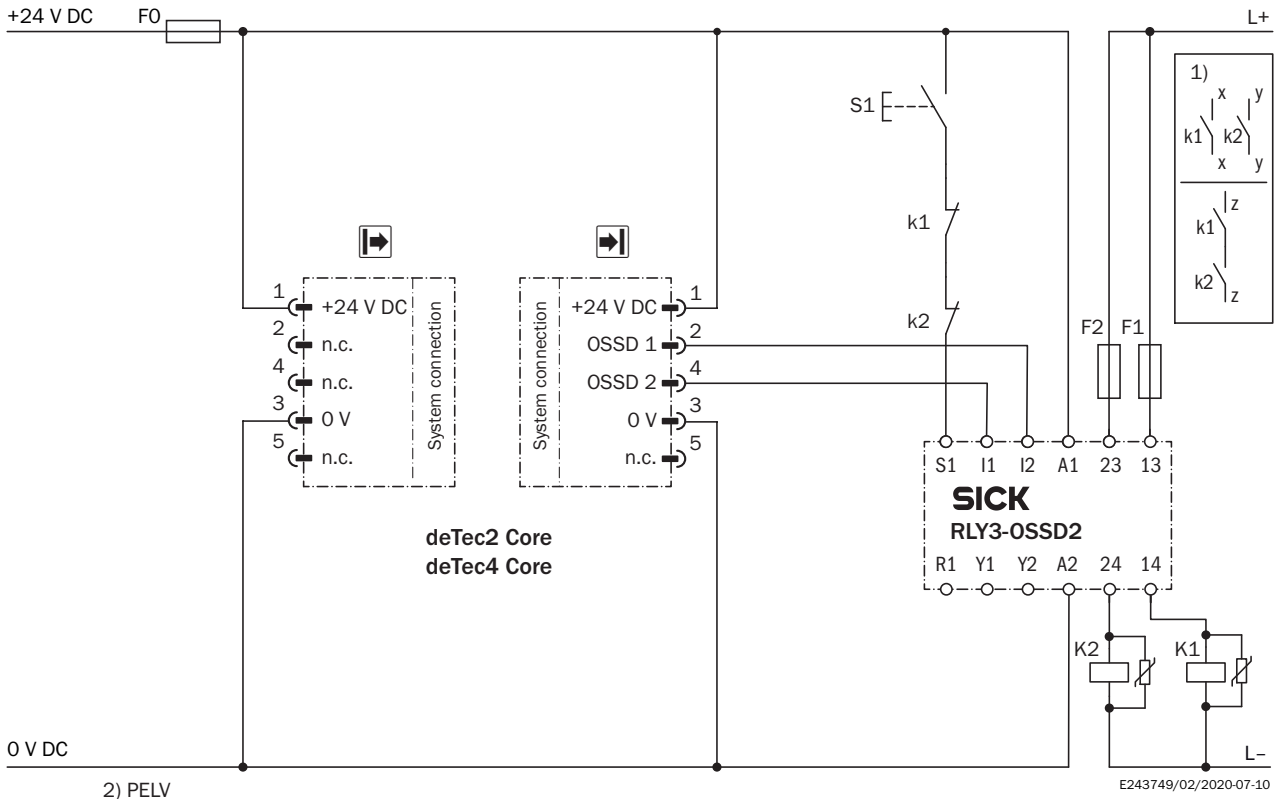 +24 V DC
F0
L+
1)
x
y
S1
k1
k2
x
y
z
k1
k2
z
k1
k2
F2
F1
1
+24 V DC
2
n.c.
4
n.c.
3
0 V
5
n.c.
System connection
System connection
+24 V DC
1
OSSD 1
2
OSSD 2
4
0 V
3
n.c.
5
deTec2 Core
deTec4 Core
S1
I1
I2
A1
23
13
SICK
RLY3-OSSD2
R1
Y1
Y2
A2
24
14
K2
K1
0 V DC
L–
2) PELV
E243749/02/2020-07-10